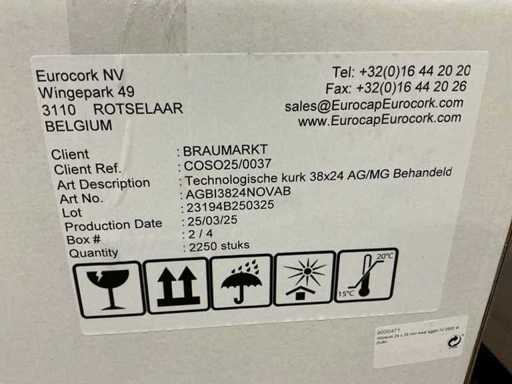 Eurocork NV
Wingepark 49
3110 ROTSELAAR
BELGIUM
Tel: +32(0)16 44 20 20
Fax: +32(0)16 44 20 26
sales@EurocapEurocork.com
www.EurocapEurocork.com
Client : BRAUMARKT
Client Ref. : COSO25/0037
Art Description : Technologische kurk 38x24 AG/MG Behandeld
Art No. : AGBI3824NOVAB
Lot : 23194B250325
Production Date : 25/03/25
Box # : 2 / 4
Quantity : 2250 stuks
15°C
20°C